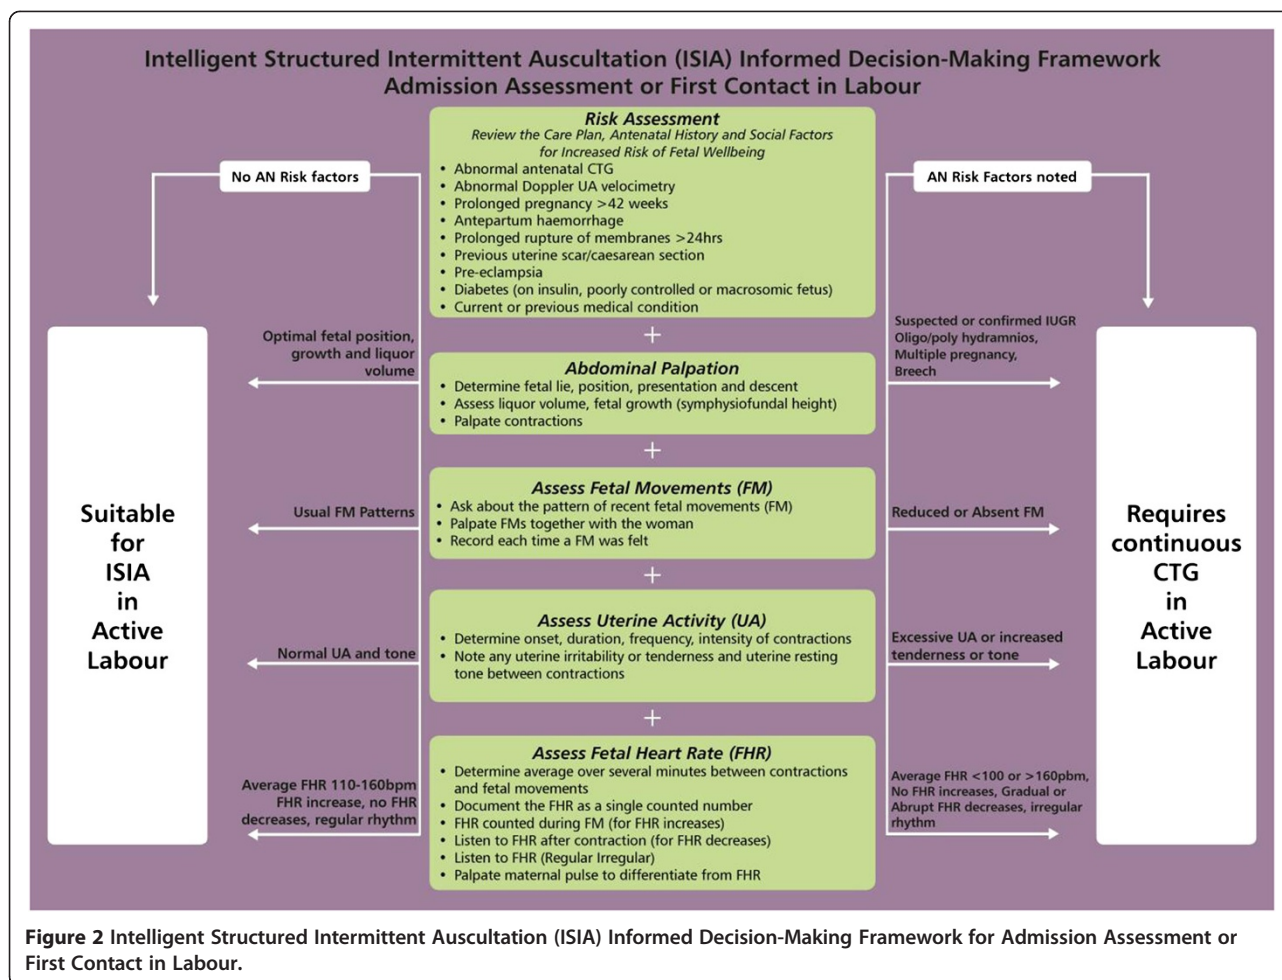 Intelligent Structured Intermittent Auscultation (ISIA) Informed Decision-Making Framework
Admission Assessment or First Contact in Labour
Risk Assessment
Review the Care Plan, Antenatal History and Social Factors
for Increased Risk of Fetal Wellbeing
• Abnormal antenatal CTG
• Abnormal Doppler UA velocimetry
• Prolonged pregnancy >42 weeks
• Antepartum haemorrhage
• Prolonged rupture of membranes >24hrs
• Previous uterine scar/caesarean section
• Pre-eclampsia
• Diabetes (on insulin, poorly controlled or macrosomic fetus)
• Current or previous medical condition
No AN Risk factors
AN Risk Factors noted
+
Optimal fetal position,
growth and liquor
volume
Abdominal Palpation
• Determine fetal lie, position, presentation and descent
• Assess liquor volume, fetal growth (symphysiofundal height)
• Palpate contractions
Suspected or confirmed IUGR
Oligo/poly hydramnios,
Multiple pregnancy,
Breech
+
Usual FM Patterns
Assess Fetal Movements (FM)
• Ask about the pattern of recent fetal movements (FM)
• Palpate FMs together with the woman
• Record each time a FM was felt
Reduced or Absent FM
+
Suitable
for
ISIA
in
Active
Labour
Requires
continuous
CTG
in
Active
Labour
Normal UA and tone
Assess Uterine Activity (UA)
• Determine onset, duration, frequency, intensity of contractions
• Note any uterine irritability or tenderness and uterine resting
tone between contractions
Excessive UA or increased
tenderness or tone
+
Average FHR 110-160bpm
FHR increase, no FHR
decreases, regular rhythm
Assess Fetal Heart Rate (FHR)
• Determine average over several minutes between contractions
and fetal movements
• Document the FHR as a single counted number
• FHR counted during FM (for FHR increases)
• Listen to FHR after contraction (for FHR decreases)
• Listen to FHR (Regular Irregular)
• Palpate maternal pulse to differentiate from FHR
Average FHR <100 or >160pbm,
No FHR increases, Gradual or
Abrupt FHR decreases, irregular
rhythm
Figure 2 Intelligent Structured Intermittent Auscultation (ISIA) Informed Decision-Making Framework for Admission Assessment or
First Contact in Labour.